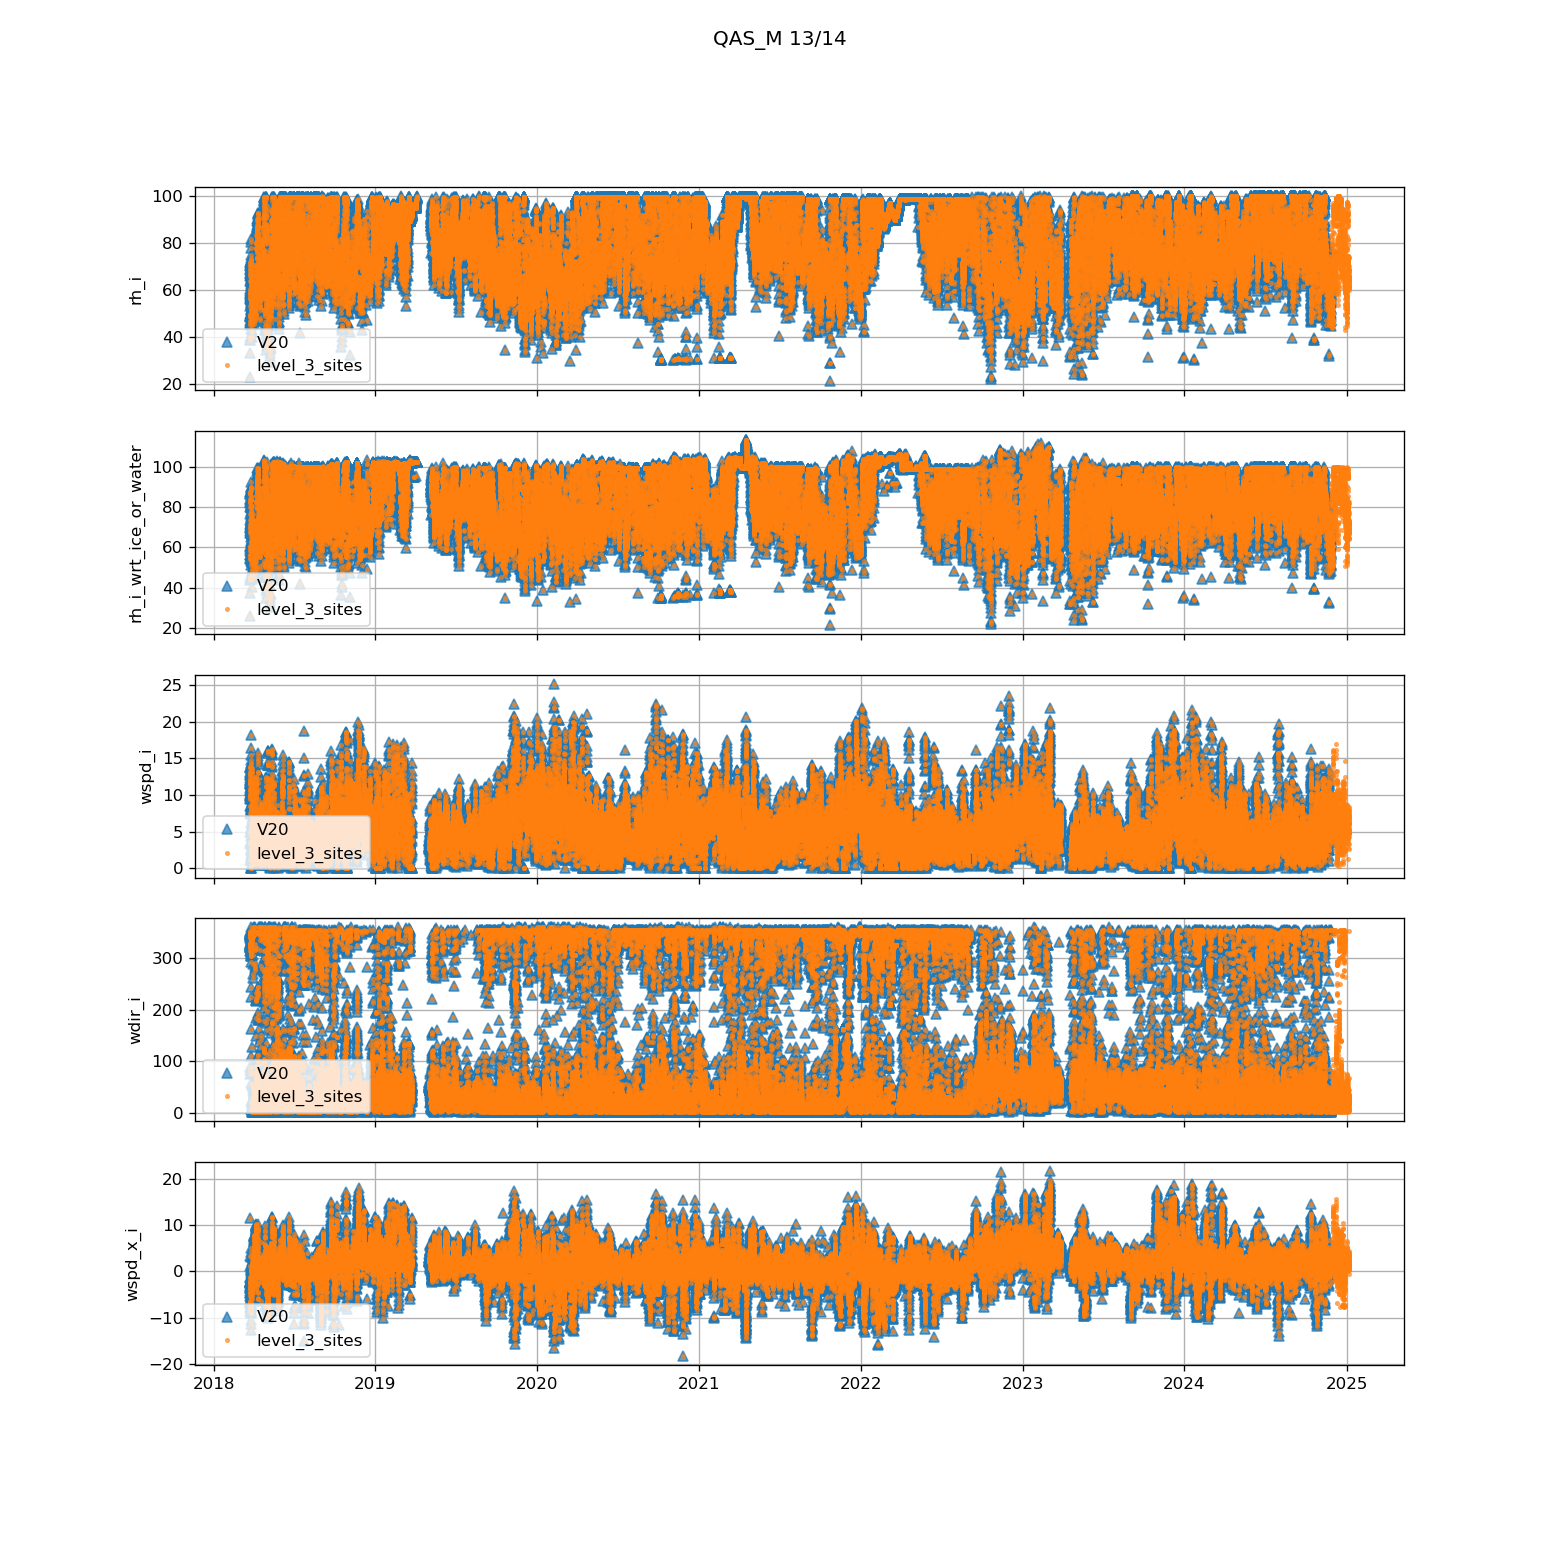 QAS_M 13/14
100
80
60
40
20
rh_i
V20
level_3_sites
100
80
60
40
20
rh_i_wrt_ice_or_water
V20
level_3_sites
25
20
15
10
5
0
wspd_i
V20
level_3_sites
300
200
100
0
wdir_i
V20
level_3_sites
20
10
0
−10
−20
wspd_x_i
V20
level_3_sites
2018 2019 2020 2021 2022 2023 2024 2025